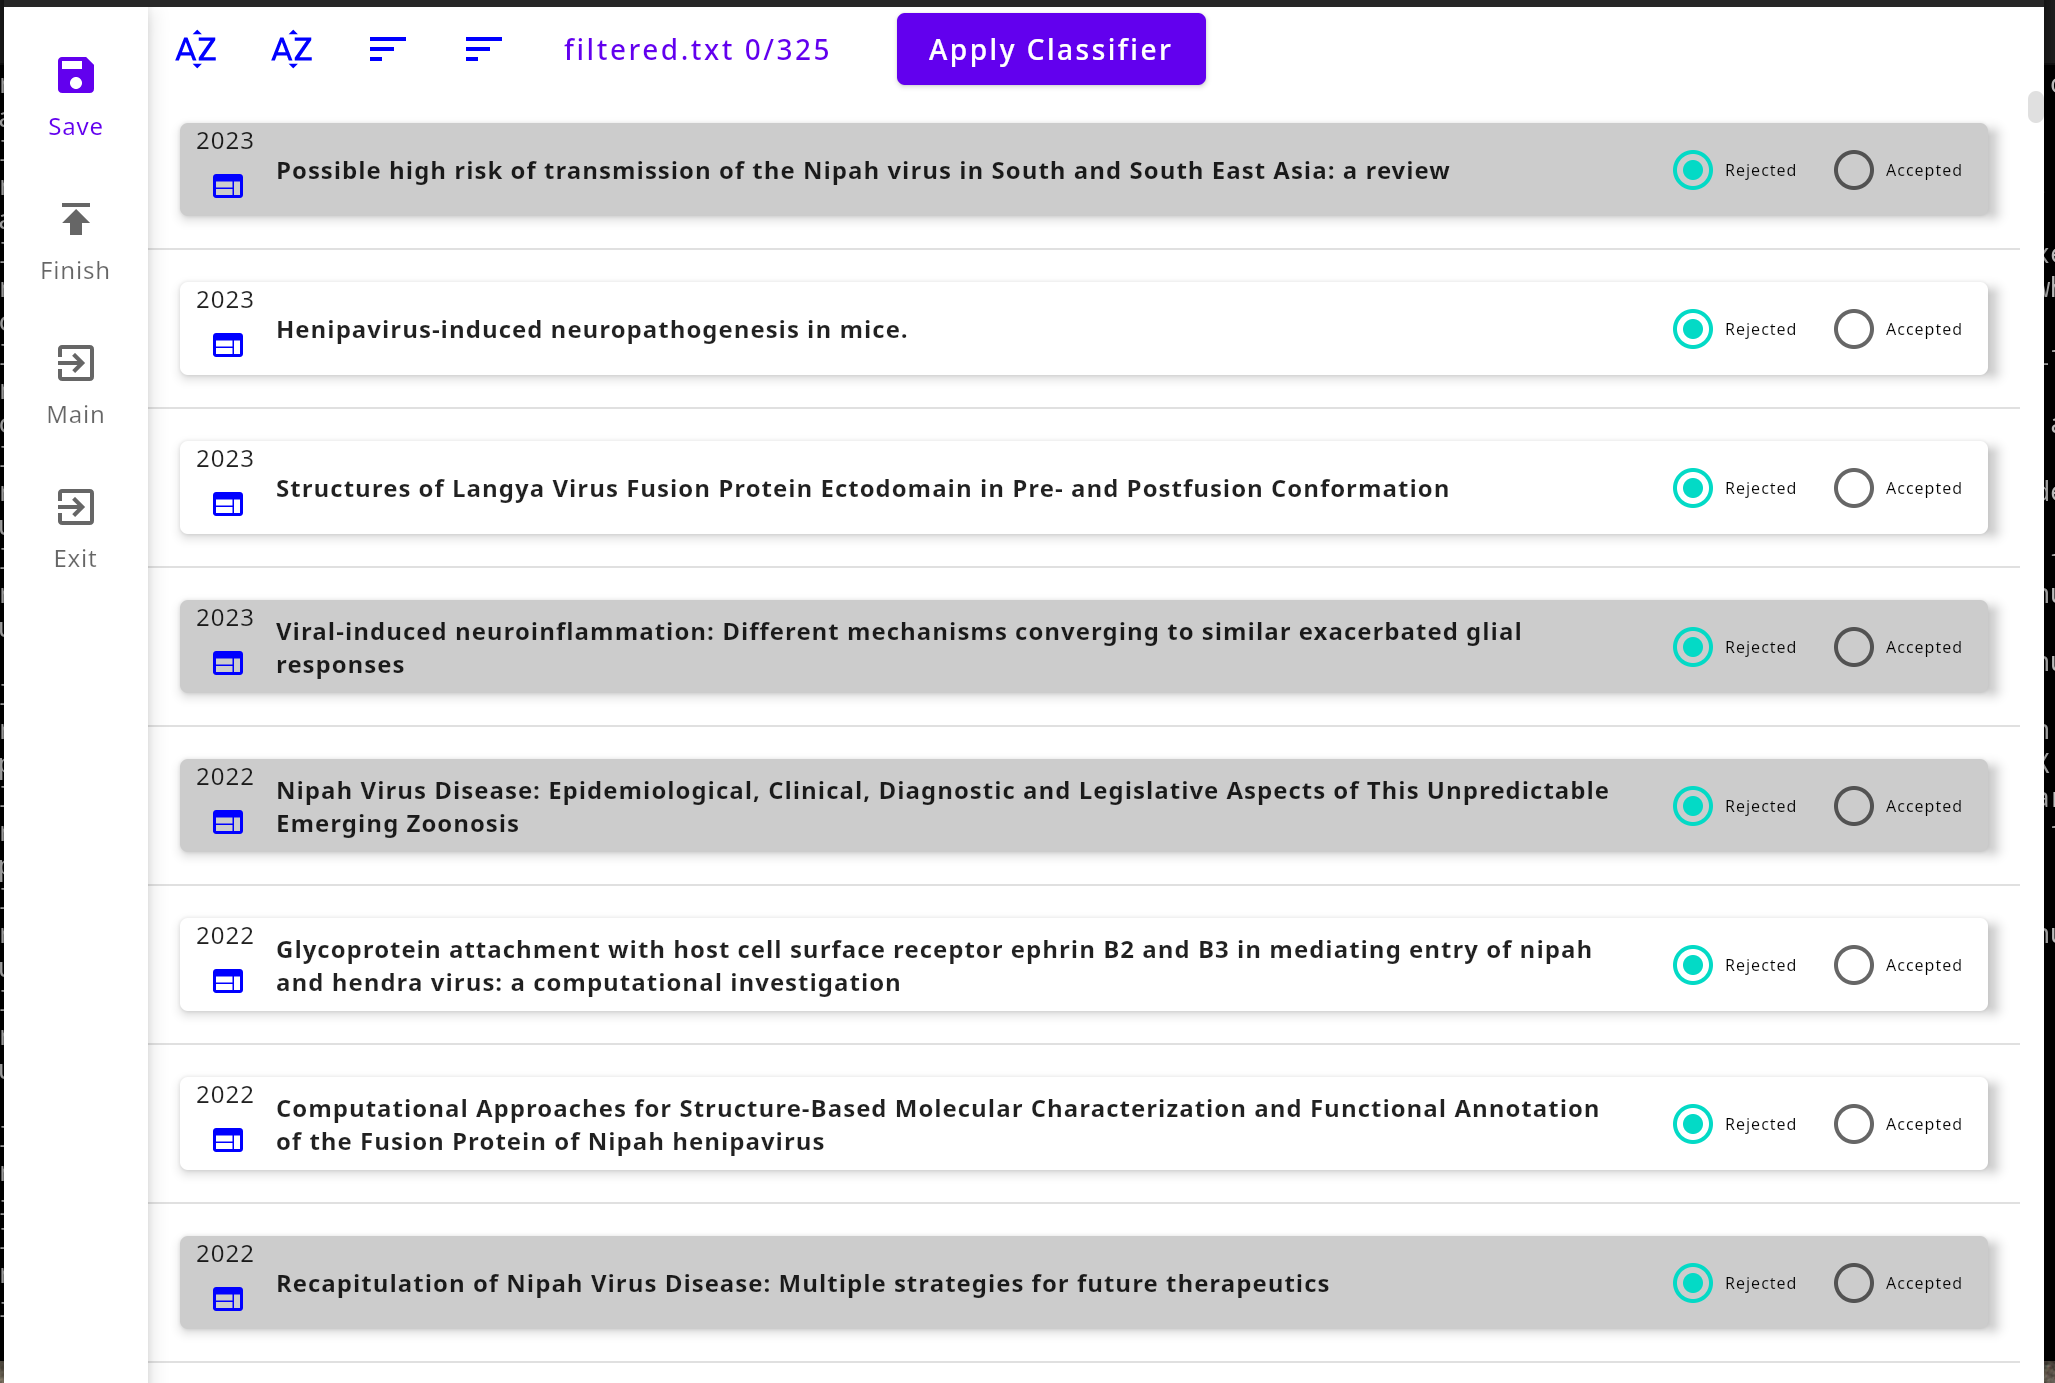 Save
Finish
Main
Exit
AZ
AZ
filtered.txt 0/325
Apply Classifier
2023
Possible high risk of transmission of the Nipah virus in South and South East Asia: a review
Rejected
Accepted
2023
Henipavirus-induced neuropathogenesis in mice.
Rejected
Accepted
2023
Structures of Langya Virus Fusion Protein Ectodomain in Pre- and Postfusion Conformation
Rejected
Accepted
2023
Viral-induced neuroinflammation: Different mechanisms converging to similar exacerbated glial
responses
Rejected
Accepted
2022
Nipah Virus Disease: Epidemiological, Clinical, Diagnostic and Legislative Aspects of This Unpredictable
Emerging Zoonosis
Rejected
Accepted
2022
Glycoprotein attachment with host cell surface receptor ephrin B2 and B3 in mediating entry of nipah
and hendra virus: a computational investigation
Rejected
Accepted
2022
Computational Approaches for Structure-Based Molecular Characterization and Functional Annotation
of the Fusion Protein of Nipah henipavirus
Rejected
Accepted
2022
Recapitulation of Nipah Virus Disease: Multiple strategies for future therapeutics
Rejected
Accepted